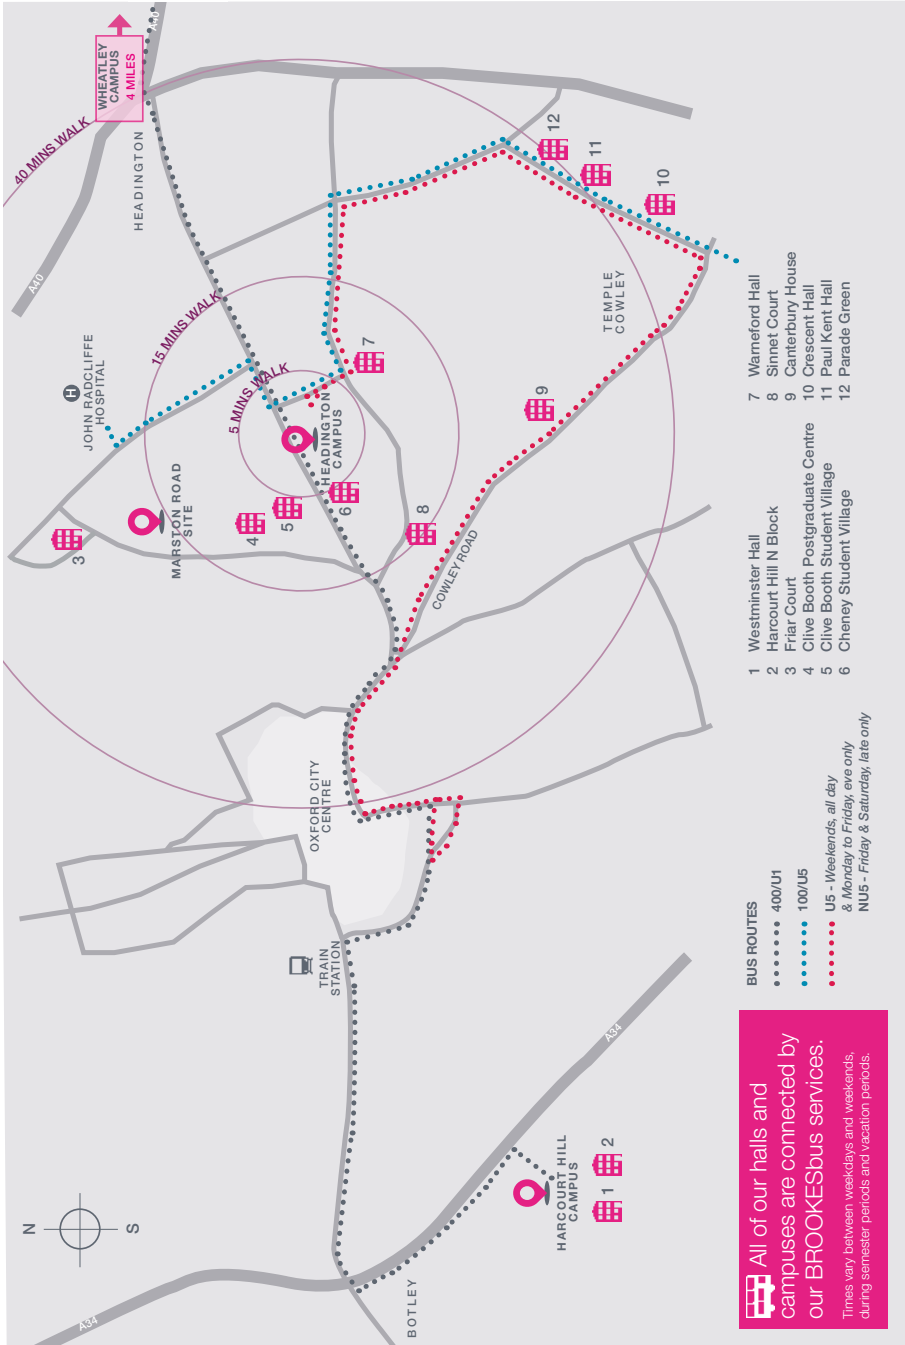 N
S
A34
A34
A40
A40
BOTLEY
HARCOURT HILL
CAMPUS
1
2
TRAIN
STATION
OXFORD CITY
CENTRE
COWLEY ROAD
3
MARSTON ROAD
SITE
4
5
6
HEADINGTON
CAMPUS
7
8
9
H
JOHN RADCLIFFE
HOSPITAL
5 MINS WALK
15 MINS WALK
40 MINS WALK
HEADINGTON
WHEATLEY
CAMPUS
4 MILES
TEMPLE
COWLEY
10
11
12
All of our halls and
campuses are connected by
our BROOKESbus services.
Times vary between weekdays and weekends,
during semester periods and vacation periods.
BUS ROUTES
400/U1
100/U5
U5 - Weekends, all day
& Monday to Friday, eve only
NU5 - Friday & Saturday, late only
1 Westminster Hall
2 Harcourt Hill N Block
3 Friar Court
4 Clive Booth Postgraduate Centre
5 Clive Booth Student Village
6 Cheney Student Village
7 Warneford Hall
8 Sinnet Court
9 Canterbury House
10 Crescent Hall
11 Paul Kent Hall
12 Parade Green